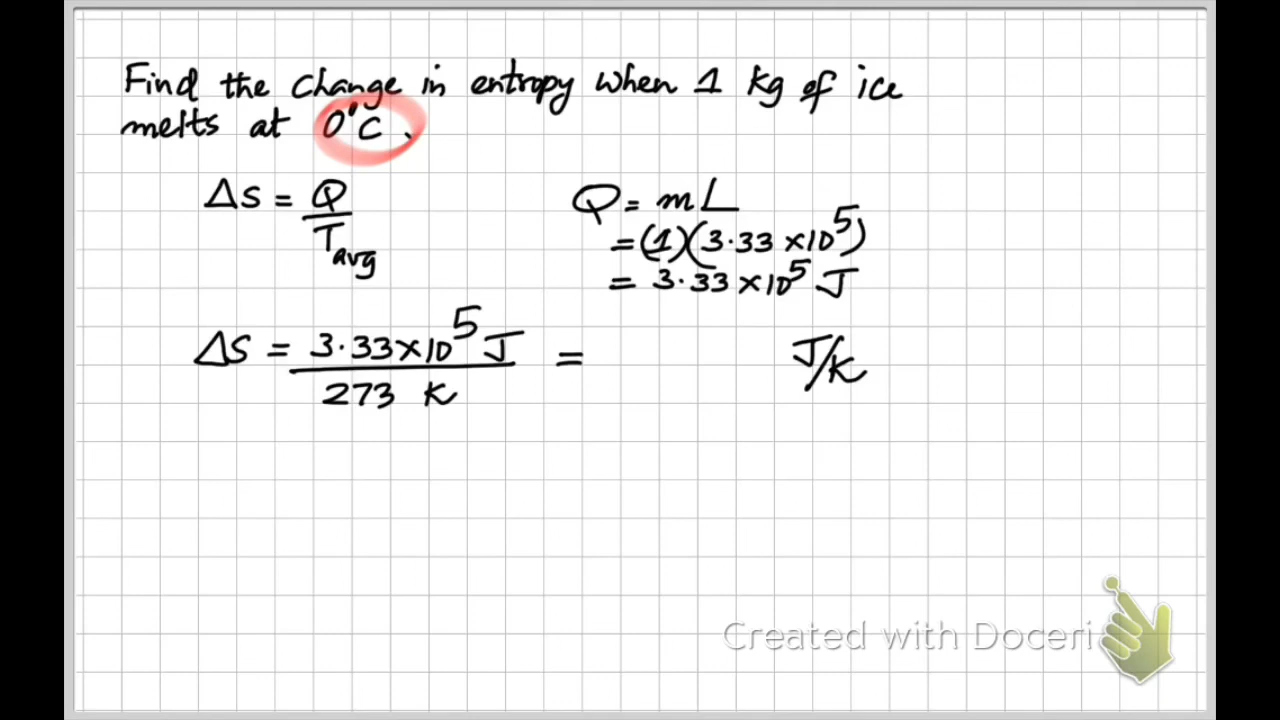 Find the Change in entropy when 1 Kg of ice
melts at 0°C.
ΔS = Q / T avg
Q = mL
= (1)(3.33 ×10^5)
= 3.33 ×10^5 J
ΔS = 3.33×10^5 J / 273 K = J/K
Created with Doceri